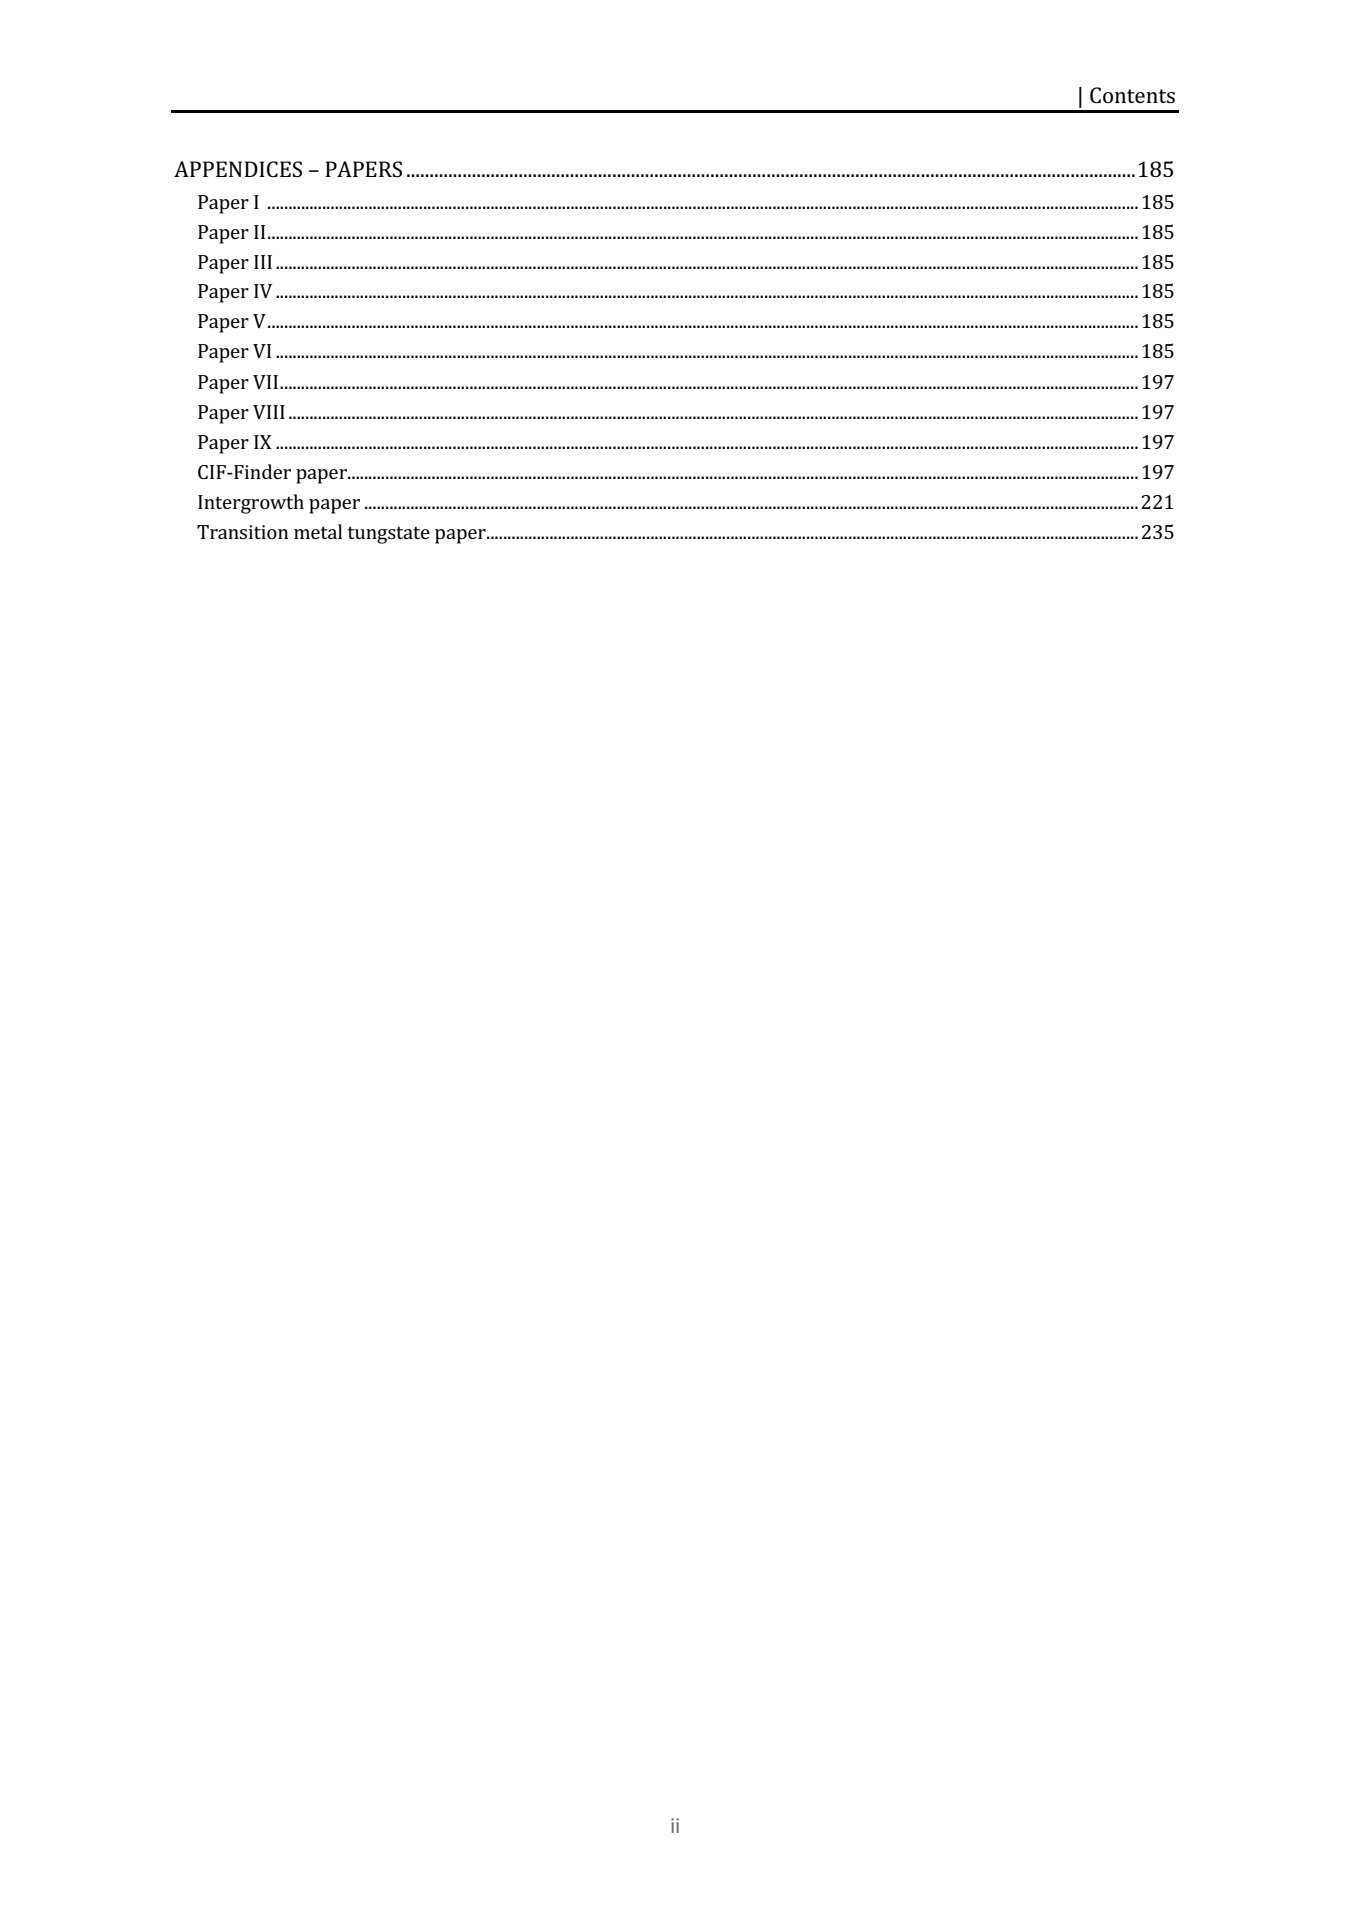 | Contents
APPENDICES – PAPERS 185
Paper I 185
Paper II 185
Paper III 185
Paper IV 185
Paper V 185
Paper VI 185
Paper VII 197
Paper VIII 197
Paper IX 197
CIF-Finder paper 197
Intergrowth paper 221
Transition metal tungstate paper 235
ii